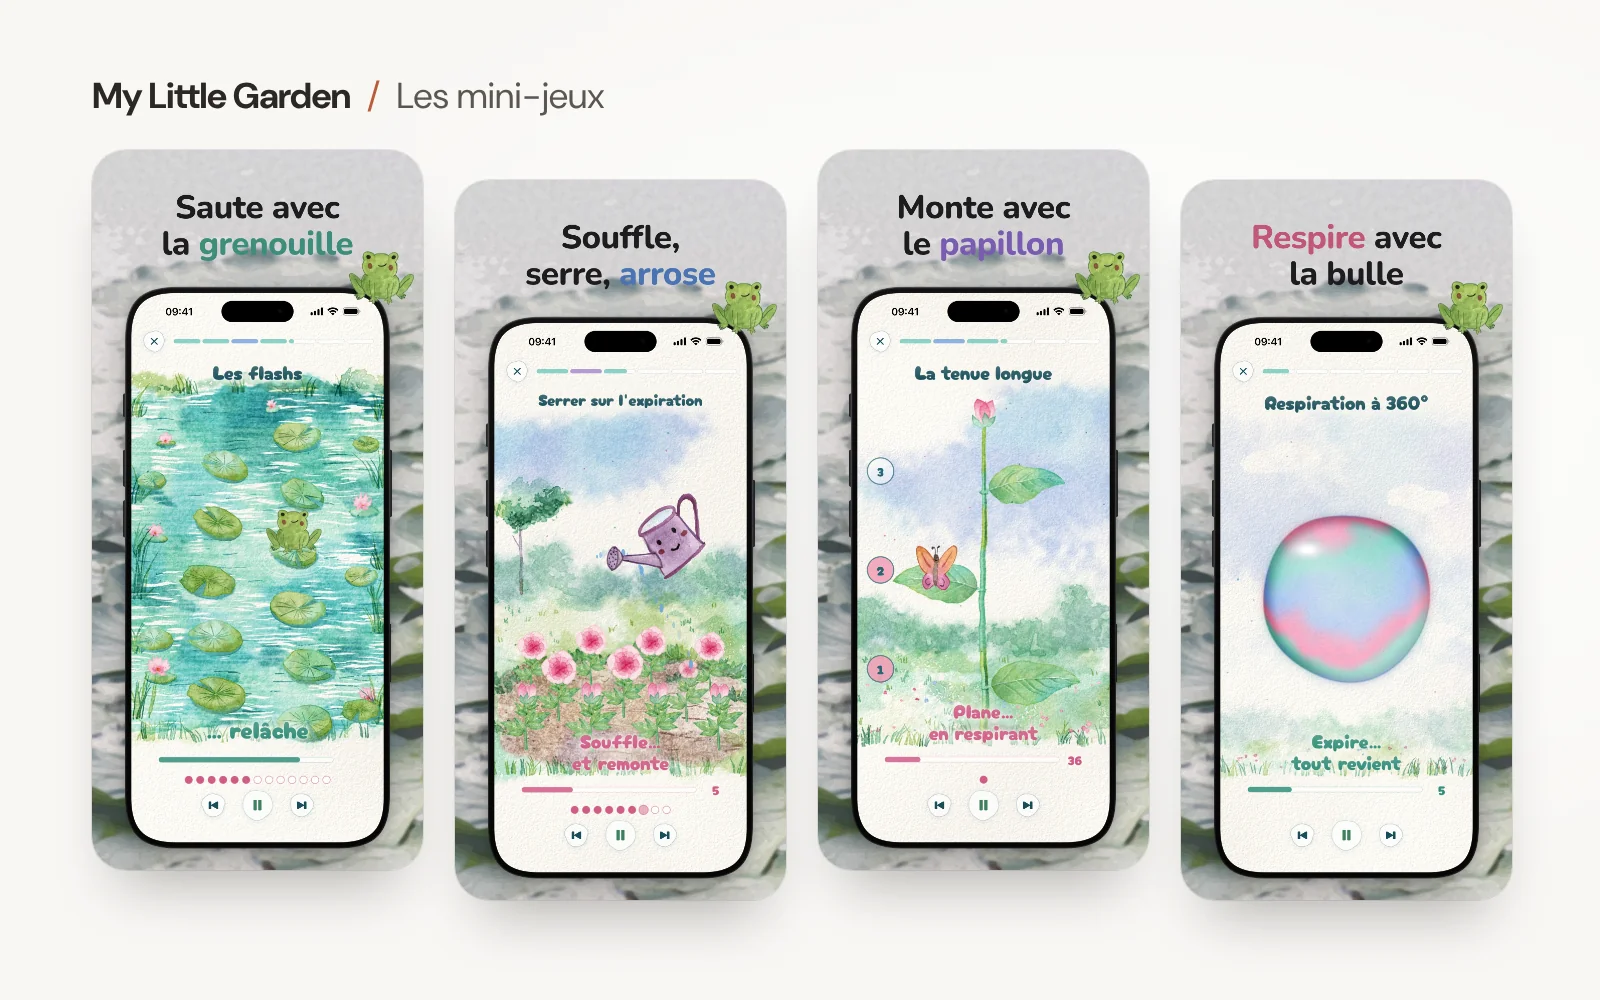 My Little Garden / Les mini-jeux
Saute avec
la grenouille
09:41
Les flashs
... relâche
Souffle,
serre, arrose
09:41
Serrer sur l'expiration
Souffle...
et remonte
5
Monte avec
le papillon
09:41
La tenue longue
3
2
1
Plane...
en respirant
36
Respire avec
la bulle
09:41
Respiration à 360°
Expire...
tout revient
5